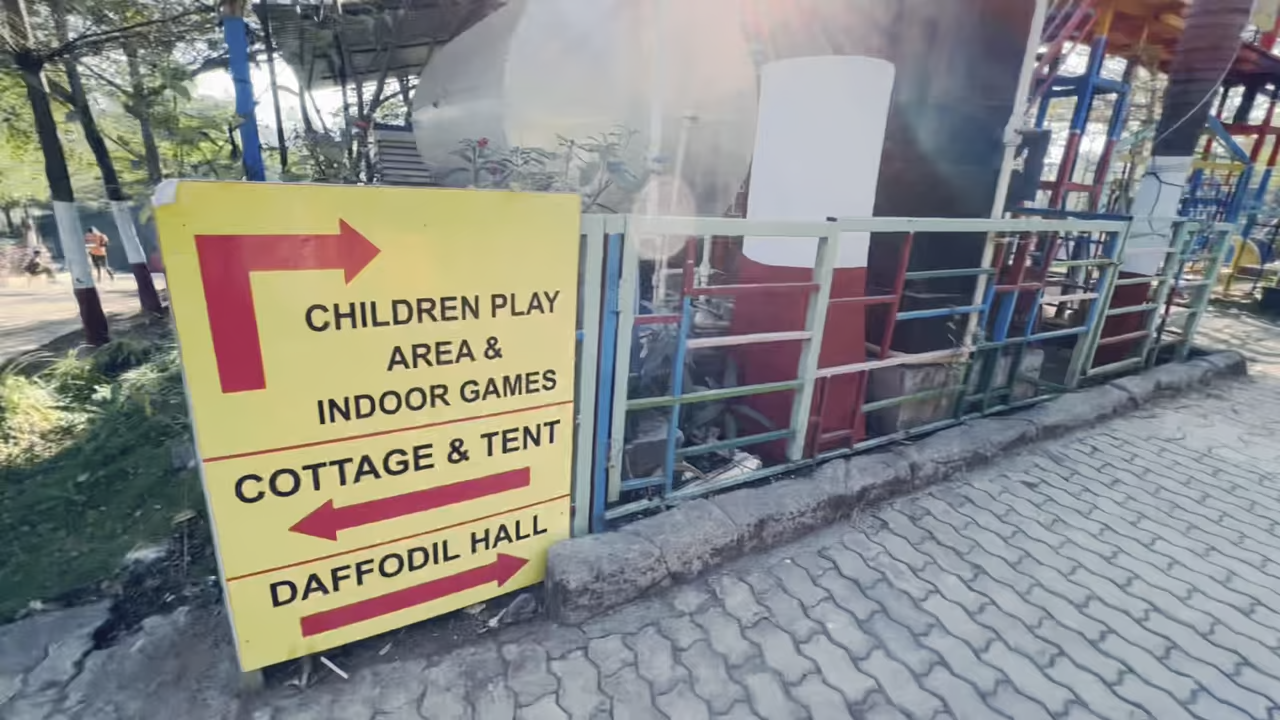 CHILDREN PLAY
AREA &
INDOOR GAMES
COTTAGE & TENT
DAFFODIL HALL